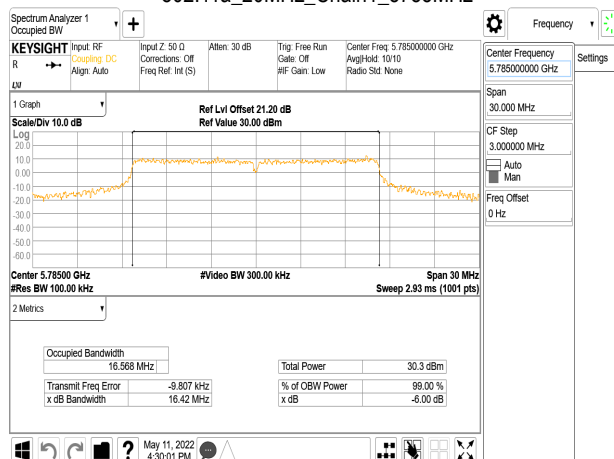 Spectrum Analyzer 1
Occupied BW
▼
+
Frequency
▼
KEYSIGHT
R
Input: RF
Coupling: DC
Align: Auto
Input Z: 50 Ω
Corrections: Off
Freq Ref: Int (S)
Atten: 30 dB
Trig: Free Run
Gate: Off
#IF Gain: Low
Center Freq: 5.785000000 GHz
Avg|Hold: 10/10
Radio Std: None
Center Frequency
5.785000000 GHz
Settings
Span
30.000 MHz
CF Step
3.000000 MHz
Auto
Man
Freq Offset
0 Hz
1 Graph
▼
Scale/Div 10.0 dB
Ref Lvl Offset 21.20 dB
Ref Value 30.00 dBm
Log
20.0
10.0
0.00
-10.0
-20.0
-30.0
-40.0
-50.0
-60.0
Center 5.78500 GHz
#Res BW 100.00 kHz
#Video BW 300.00 kHz
Span 30 MHz
Sweep 2.93 ms (1001 pts)
2 Metrics
▼
Occupied Bandwidth
16.568 MHz
Total Power 30.3 dBm
Transmit Freq Error -9.807 kHz
% of OBW Power 99.00 %
x dB Bandwidth 16.42 MHz
x dB -6.00 dB
?
May 11, 2022
4:30:01 PM